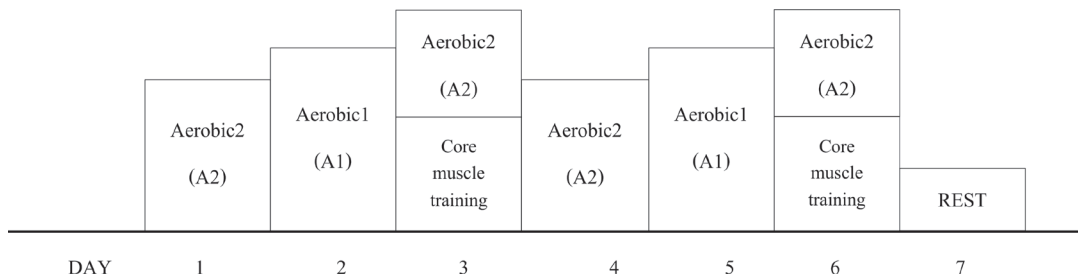 Aerobic2
(A2)
Aerobic1
(A1)
Aerobic2
(A2)
Core
muscle
training
Aerobic2
(A2)
Aerobic1
(A1)
Aerobic2
(A2)
Core
muscle
training
REST
DAY 1 2 3 4 5 6 7